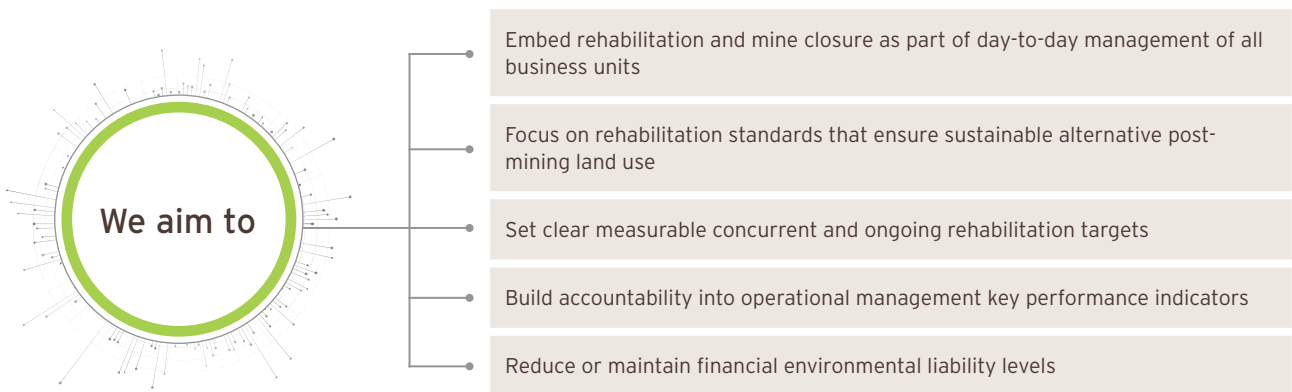 We aim to
Embed rehabilitation and mine closure as part of day-to-day management of all
business units
Focus on rehabilitation standards that ensure sustainable alternative post-
mining land use
Set clear measurable concurrent and ongoing rehabilitation targets
Build accountability into operational management key performance indicators
Reduce or maintain financial environmental liability levels